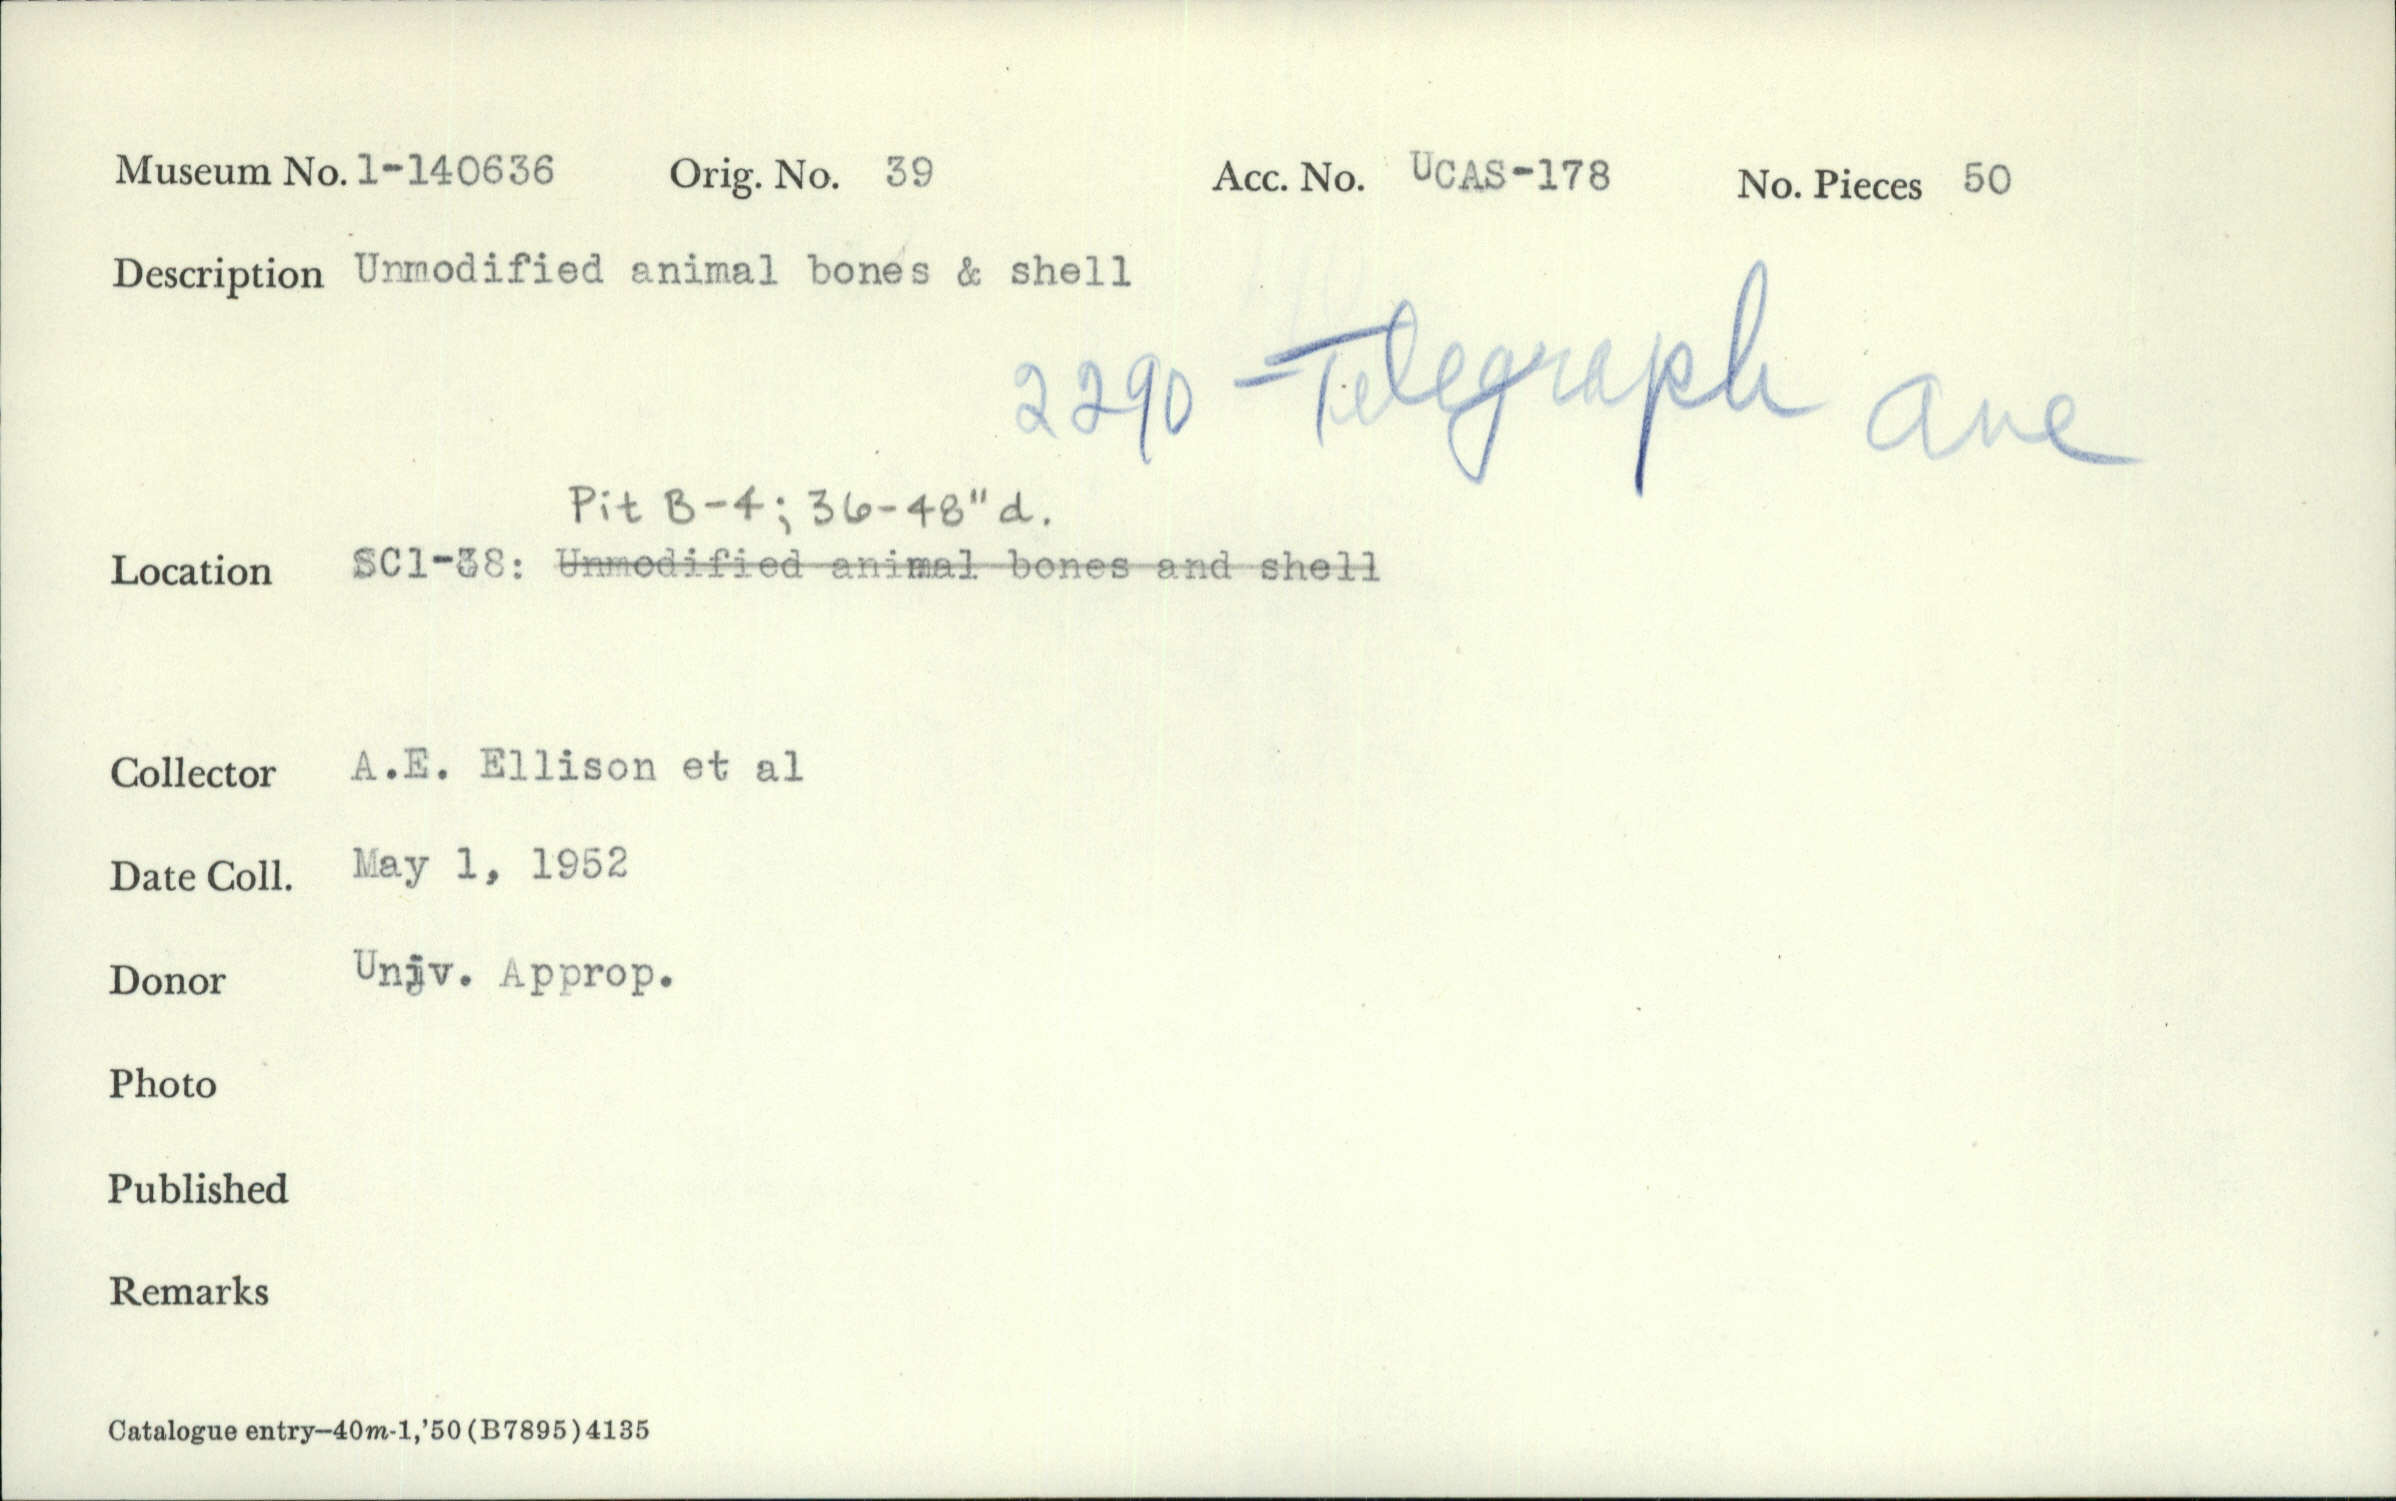 Museum No. 1-140636 Orig. No. 39 Acc. No. UCAS-178 No. Pieces 50
Description Unmodified animal bones & shell
2290 Telegraph Ave
Pit B-4; 36-48" d.
Location SCl-38: Unmodified animal bones and shell
Collector A.E. Ellison et al
Date Coll. May 1, 1952
Donor Univ. Approp.
Photo
Published
Remarks
Catalogue entry—40m-1,'50(B7895)4135